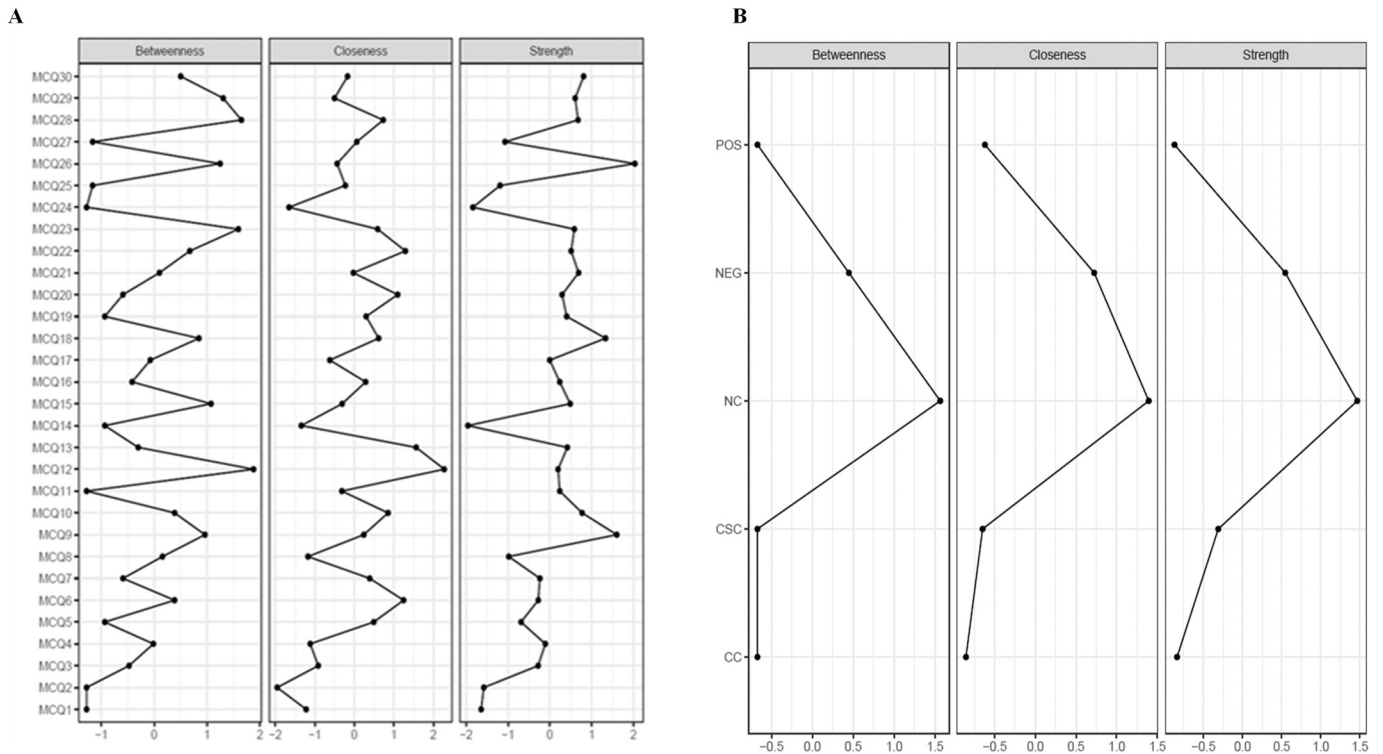 A
B
Betweenness Closeness Strength
Betweenness Closeness Strength
MCQ30
MCQ29
MCQ28
MCQ27
MCQ26
MCQ25
MCQ24
MCQ23
MCQ22
MCQ21
MCQ20
MCQ19
MCQ18
MCQ17
MCQ16
MCQ15
MCQ14
MCQ13
MCQ12
MCQ11
MCQ10
MCQ9
MCQ8
MCQ7
MCQ6
MCQ5
MCQ4
MCQ3
MCQ2
MCQ1
−1 0 1 2 −2 −1 0 1 2 −2 −1 0 1 2
POS
NEG
NC
CSC
CC
−0.5 0.0 0.5 1.0 1.5 −0.5 0.0 0.5 1.0 1.5 −0.5 0.0 0.5 1.0 1.5